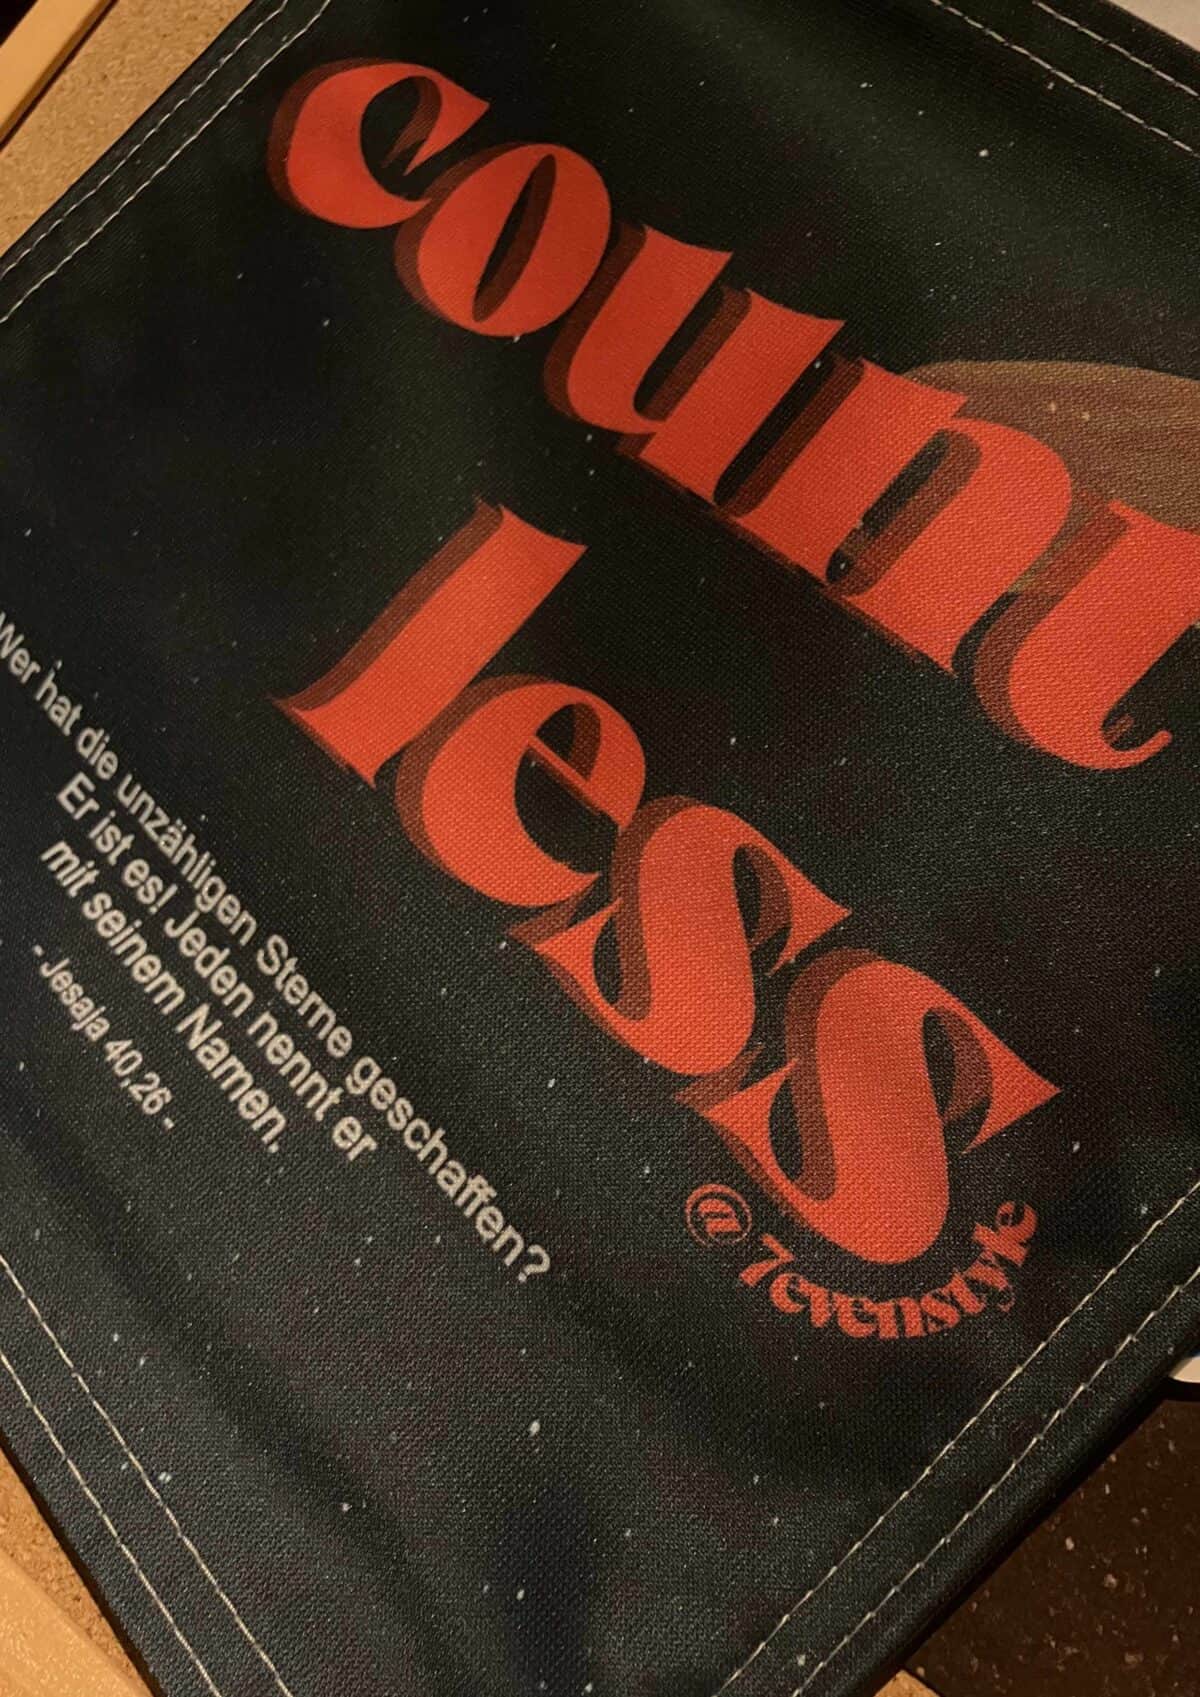 count
less
@7evenstyle
Wer hat die unzähligen Sterne geschaffen?
Er ist es! Jeden nennt er
mit seinem Namen.
- Jesaja 40,26 -